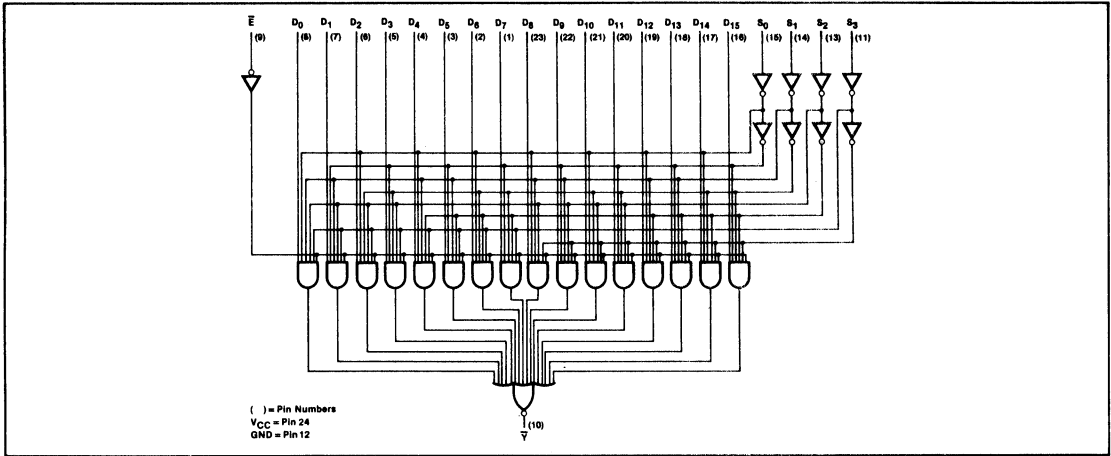 E̅ D0 D1 D2 D3 D4 D5 D6 D7 D8 D9 D10 D11 D12 D13 D14 D15 S0 S1 S2 S3
(9) (8) (7) (6) (5) (4) (3) (2) (1) (23) (22) (21) (20) (19) (18) (17) (16) (15) (14) (13) (11)
(10)
Y̅
( ) = Pin Numbers
VCC = Pin 24
GND = Pin 12